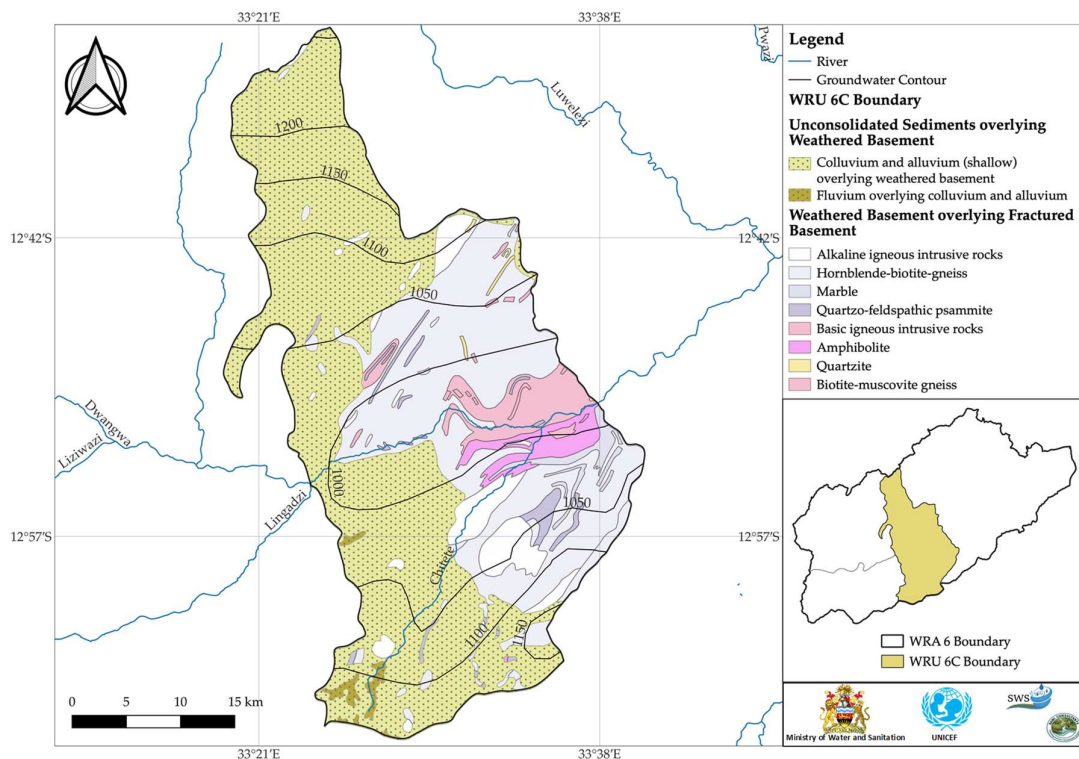 33°21'E
33°38'E
Pwazi
Luwelezi
1200
1150
12°42'S
12°42'S
1100
1050
Dwangwa
Liziwazi
1000
Lingadzi
1050
12°57'S
12°57'S
Chitete
1100
1150
0 5 10 15 km
33°21'E
33°38'E
Legend
River
Groundwater Contour
WRU 6C Boundary
Unconsolidated Sediments overlying
Weathered Basement
Colluvium and alluvium (shallow)
overlying weathered basement
Fluvium overlying colluvium and alluvium
Weathered Basement overlying Fractured
Basement
Alkaline igneous intrusive rocks
Hornblende-biotite-gneiss
Marble
Quartzo-feldspathic psammite
Basic igneous intrusive rocks
Amphibolite
Quartzite
Biotite-muscovite gneiss
WRA 6 Boundary
WRU 6C Boundary
Ministry of Water and Sanitation
UNICEF
SWS